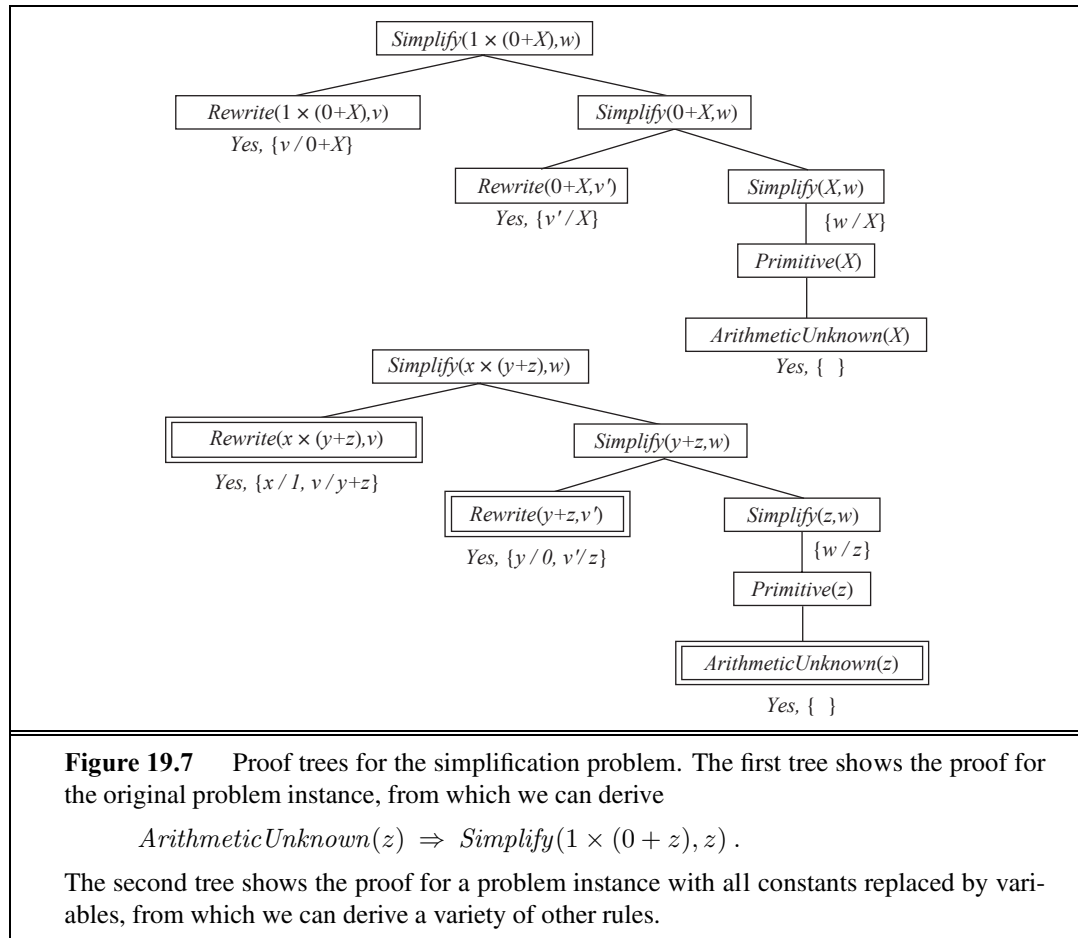 Simplify(1 × (0+X),w)
Rewrite(1 × (0+X),v)
Simplify(0+X,w)
Yes, {v / 0+X}
Rewrite(0+X,v')
Simplify(X,w)
Yes, {v' / X}
{w / X}
Primitive(X)
ArithmeticUnknown(X)
Yes, { }
Simplify(x × (y+z),w)
Rewrite(x × (y+z),v)
Simplify(y+z,w)
Yes, {x / 1, v / y+z}
Rewrite(y+z,v')
Simplify(z,w)
Yes, {y / 0, v'/ z}
{w / z}
Primitive(z)
ArithmeticUnknown(z)
Yes, { }
Figure 19.7 Proof trees for the simplification problem. The first tree shows the proof for
the original problem instance, from which we can derive
ArithmeticUnknown(z) ⇒ Simplify(1 × (0 + z), z) .
The second tree shows the proof for a problem instance with all constants replaced by vari-
ables, from which we can derive a variety of other rules.